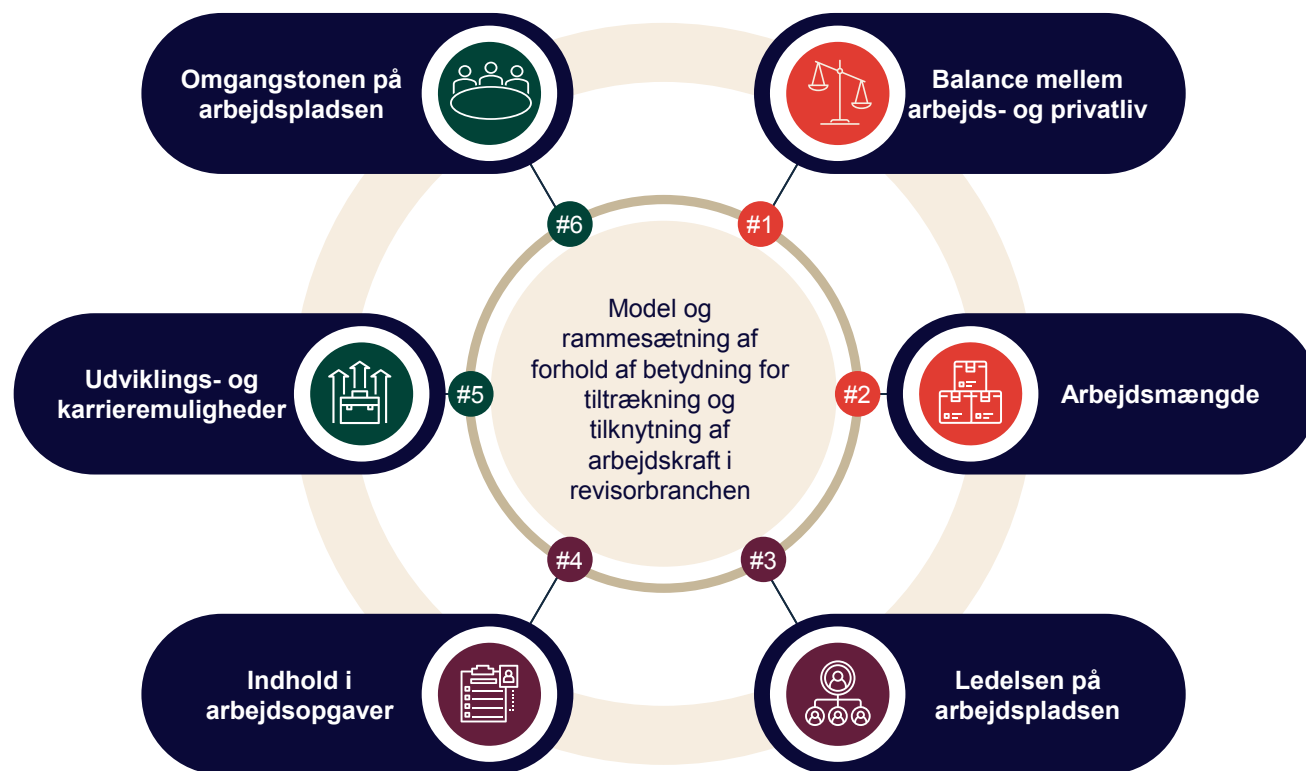 Omgangstonen på
arbejdspladsen
Balance mellem
arbejds- og privatliv
#6
#1
Model og
rammesætning af
forhold af betydning for
tiltrækning og
tilknytning af
arbejdskraft i
revisorbranchen
Udviklings- og
karrieremuligheder
#5
#2
Arbejdsmængde
#4
#3
Indhold i
arbejdsopgaver
Ledelsen på
arbejdspladsen